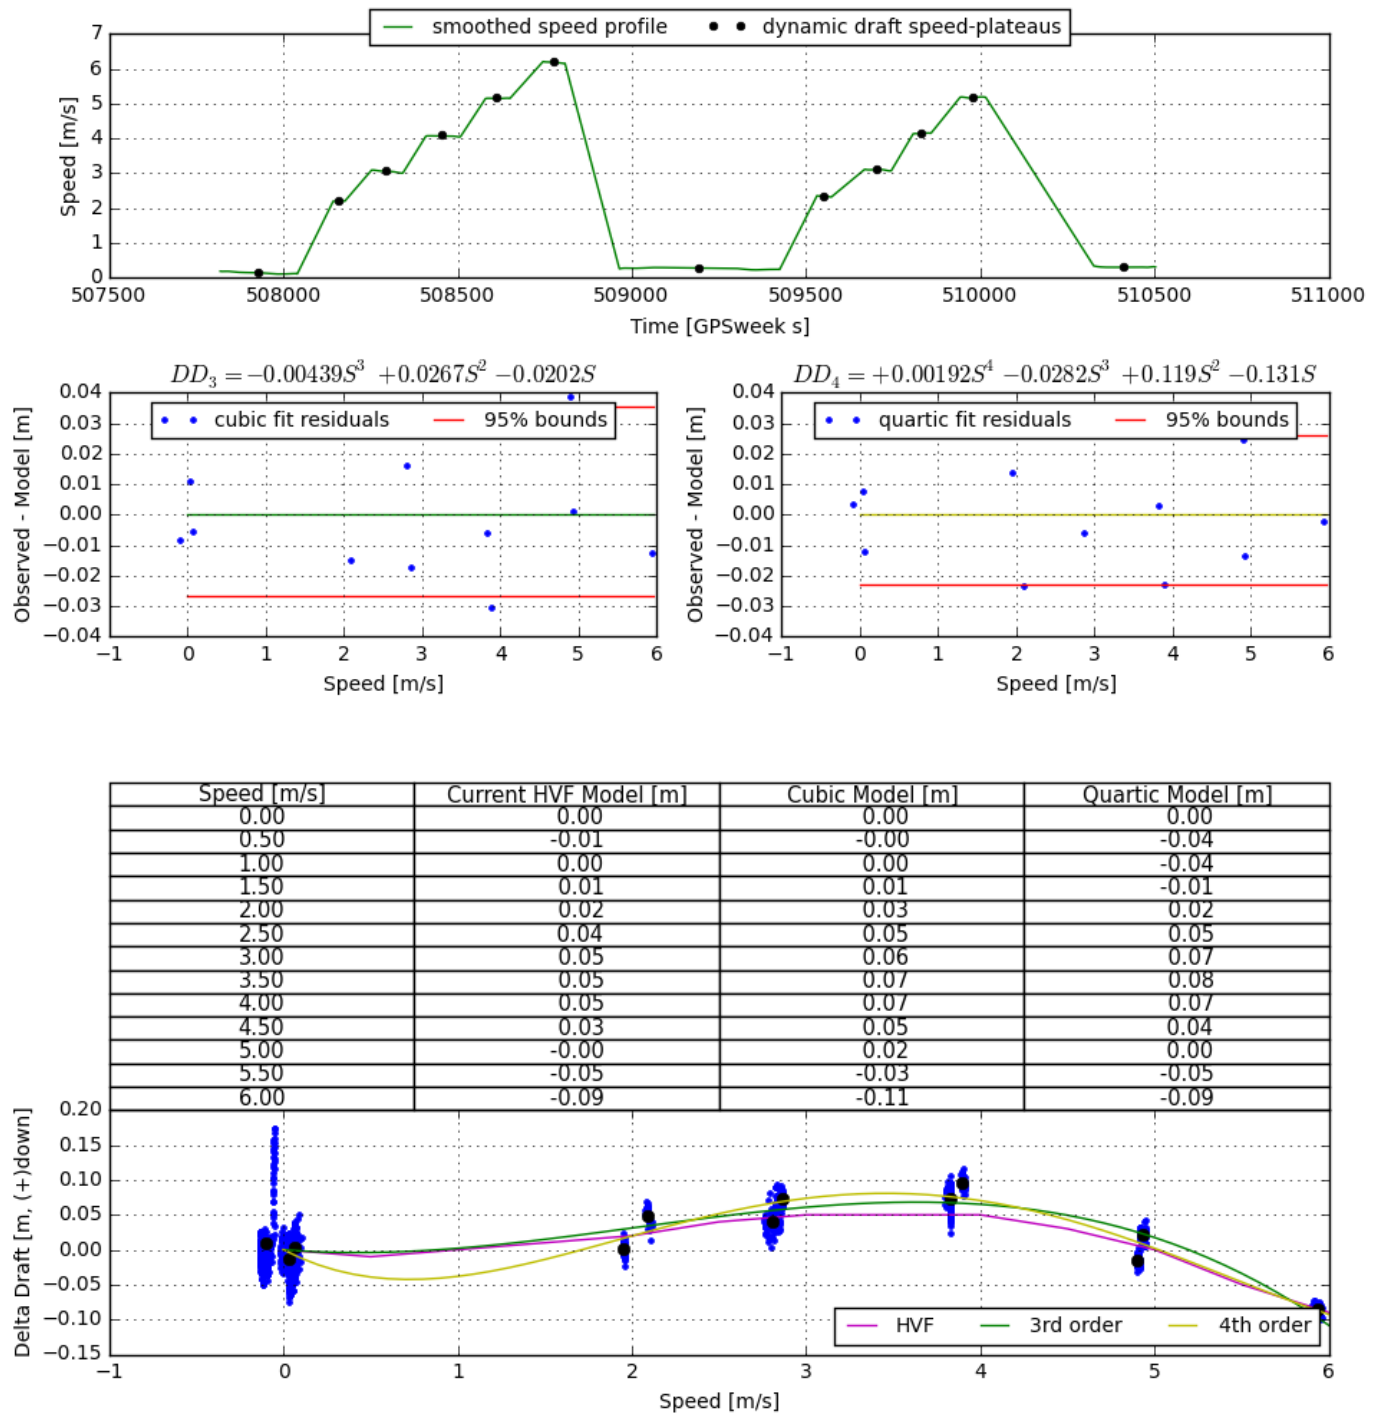 smoothed speed profile dynamic draft speed-plateaus
7
6
5
4
3
2
1
0
Speed [m/s]
507500 508000 508500 509000 509500 510000 510500 511000
Time [GPSweek s]
DD₃ = −0.00439S³ +0.0267S² −0.0202S
0.04
0.03
0.02
0.01
0.00
−0.01
−0.02
−0.03
−0.04
Observed - Model [m]
cubic fit residuals 95% bounds
−1 0 1 2 3 4 5 6
Speed [m/s]
DD₄ = +0.00192S⁴ −0.0282S³ +0.119S² −0.131S
0.04
0.03
0.02
0.01
0.00
−0.01
−0.02
−0.03
−0.04
Observed - Model [m]
quartic fit residuals 95% bounds
−1 0 1 2 3 4 5 6
Speed [m/s]
Speed [m/s] Current HVF Model [m] Cubic Model [m] Quartic Model [m]
0.00 0.00 0.00 0.00
0.50 -0.01 -0.00 -0.04
1.00 0.00 0.00 -0.04
1.50 0.01 0.01 -0.01
2.00 0.02 0.03 0.02
2.50 0.04 0.05 0.05
3.00 0.05 0.06 0.07
3.50 0.05 0.07 0.08
4.00 0.05 0.07 0.07
4.50 0.03 0.05 0.04
5.00 -0.00 0.02 0.00
5.50 -0.05 -0.03 -0.05
6.00 -0.09 -0.11 -0.09
0.20
0.15
0.10
0.05
0.00
−0.05
−0.10
−0.15
Delta Draft [m, (+)down]
HVF 3rd order 4th order
−1 0 1 2 3 4 5 6
Speed [m/s]